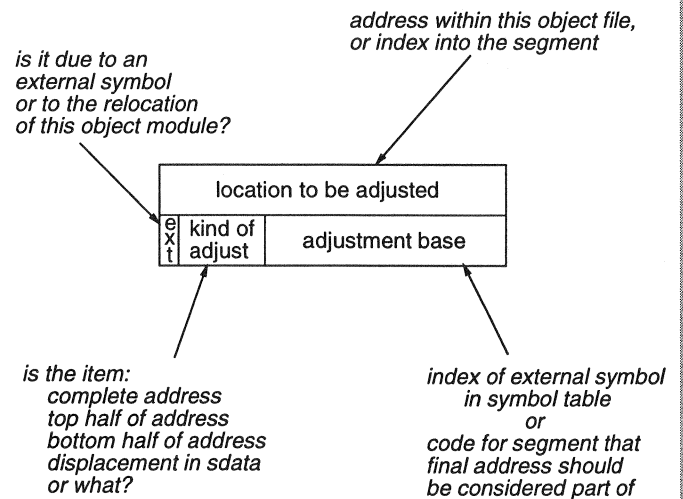 address within this object file,
or index into the segment
is it due to an
external symbol
or to the relocation
of this object module?
location to be adjusted
ext
kind of
adjust
adjustment base
is the item:
complete address
top half of address
bottom half of address
displacement in sdata
or what?
index of external symbol
in symbol table
or
code for segment that
final address should
be considered part of